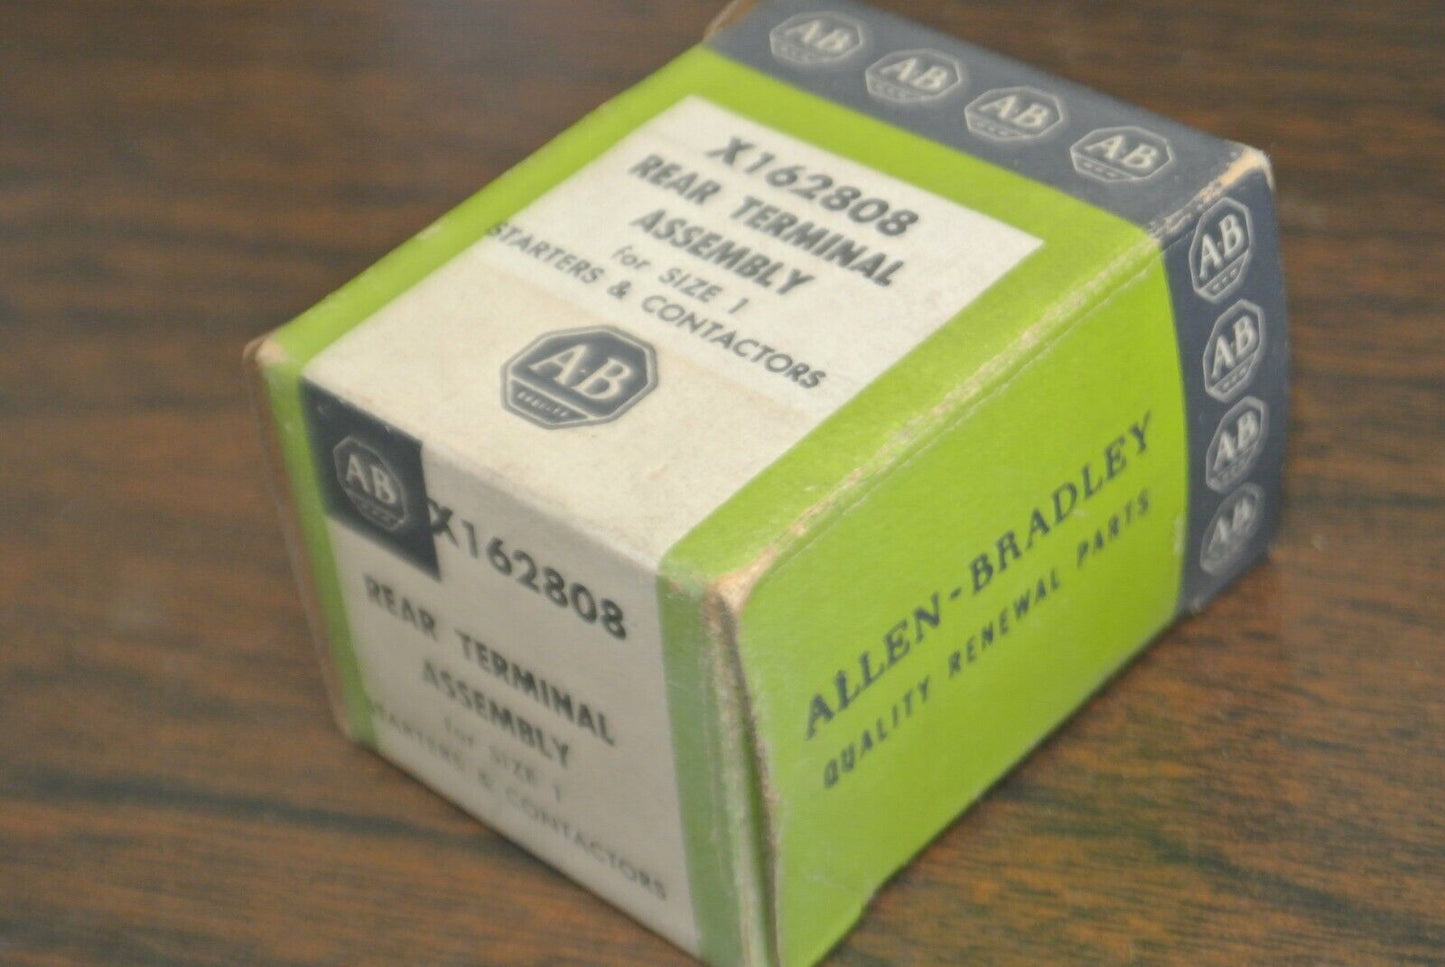 AB
AB
AB
AB
X162808
REAR TERMINAL
ASSEMBLY
for SIZE 1
STARTERS & CONTACTORS
A-B
AB
X162808
REAR TERMINAL
ASSEMBLY
for SIZE 1
STARTERS & CONTACTORS
ALLEN-BRADLEY
QUALITY RENEWAL PARTS
AB
AB
AB
AB